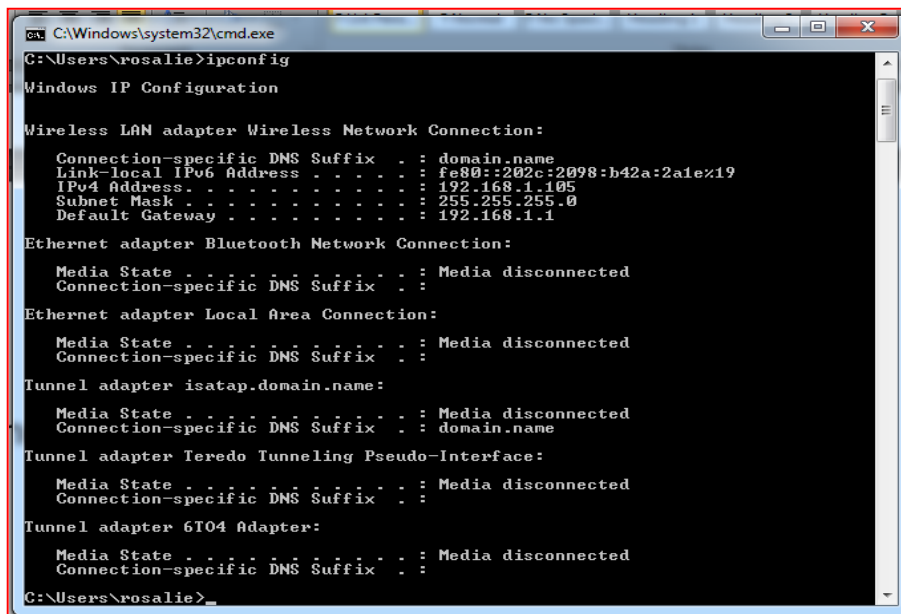 C:\Windows\system32\cmd.exe
C:\Users\rosalie>ipconfig
Windows IP Configuration
Wireless LAN adapter Wireless Network Connection:
Connection-specific DNS Suffix . : domain.name
Link-local IPv6 Address . . . . . : fe80::202c:2098:b42a:2a1e%19
IPv4 Address. . . . . . . . . . . : 192.168.1.105
Subnet Mask . . . . . . . . . . . : 255.255.255.0
Default Gateway . . . . . . . . . : 192.168.1.1
Ethernet adapter Bluetooth Network Connection:
Media State . . . . . . . . . . . : Media disconnected
Connection-specific DNS Suffix . :
Ethernet adapter Local Area Connection:
Media State . . . . . . . . . . . : Media disconnected
Connection-specific DNS Suffix . :
Tunnel adapter isatap.domain.name:
Media State . . . . . . . . . . . : Media disconnected
Connection-specific DNS Suffix . : domain.name
Tunnel adapter Teredo Tunneling Pseudo-Interface:
Media State . . . . . . . . . . . : Media disconnected
Connection-specific DNS Suffix . :
Tunnel adapter 6TO4 Adapter:
Media State . . . . . . . . . . . : Media disconnected
Connection-specific DNS Suffix . :
C:\Users\rosalie>_